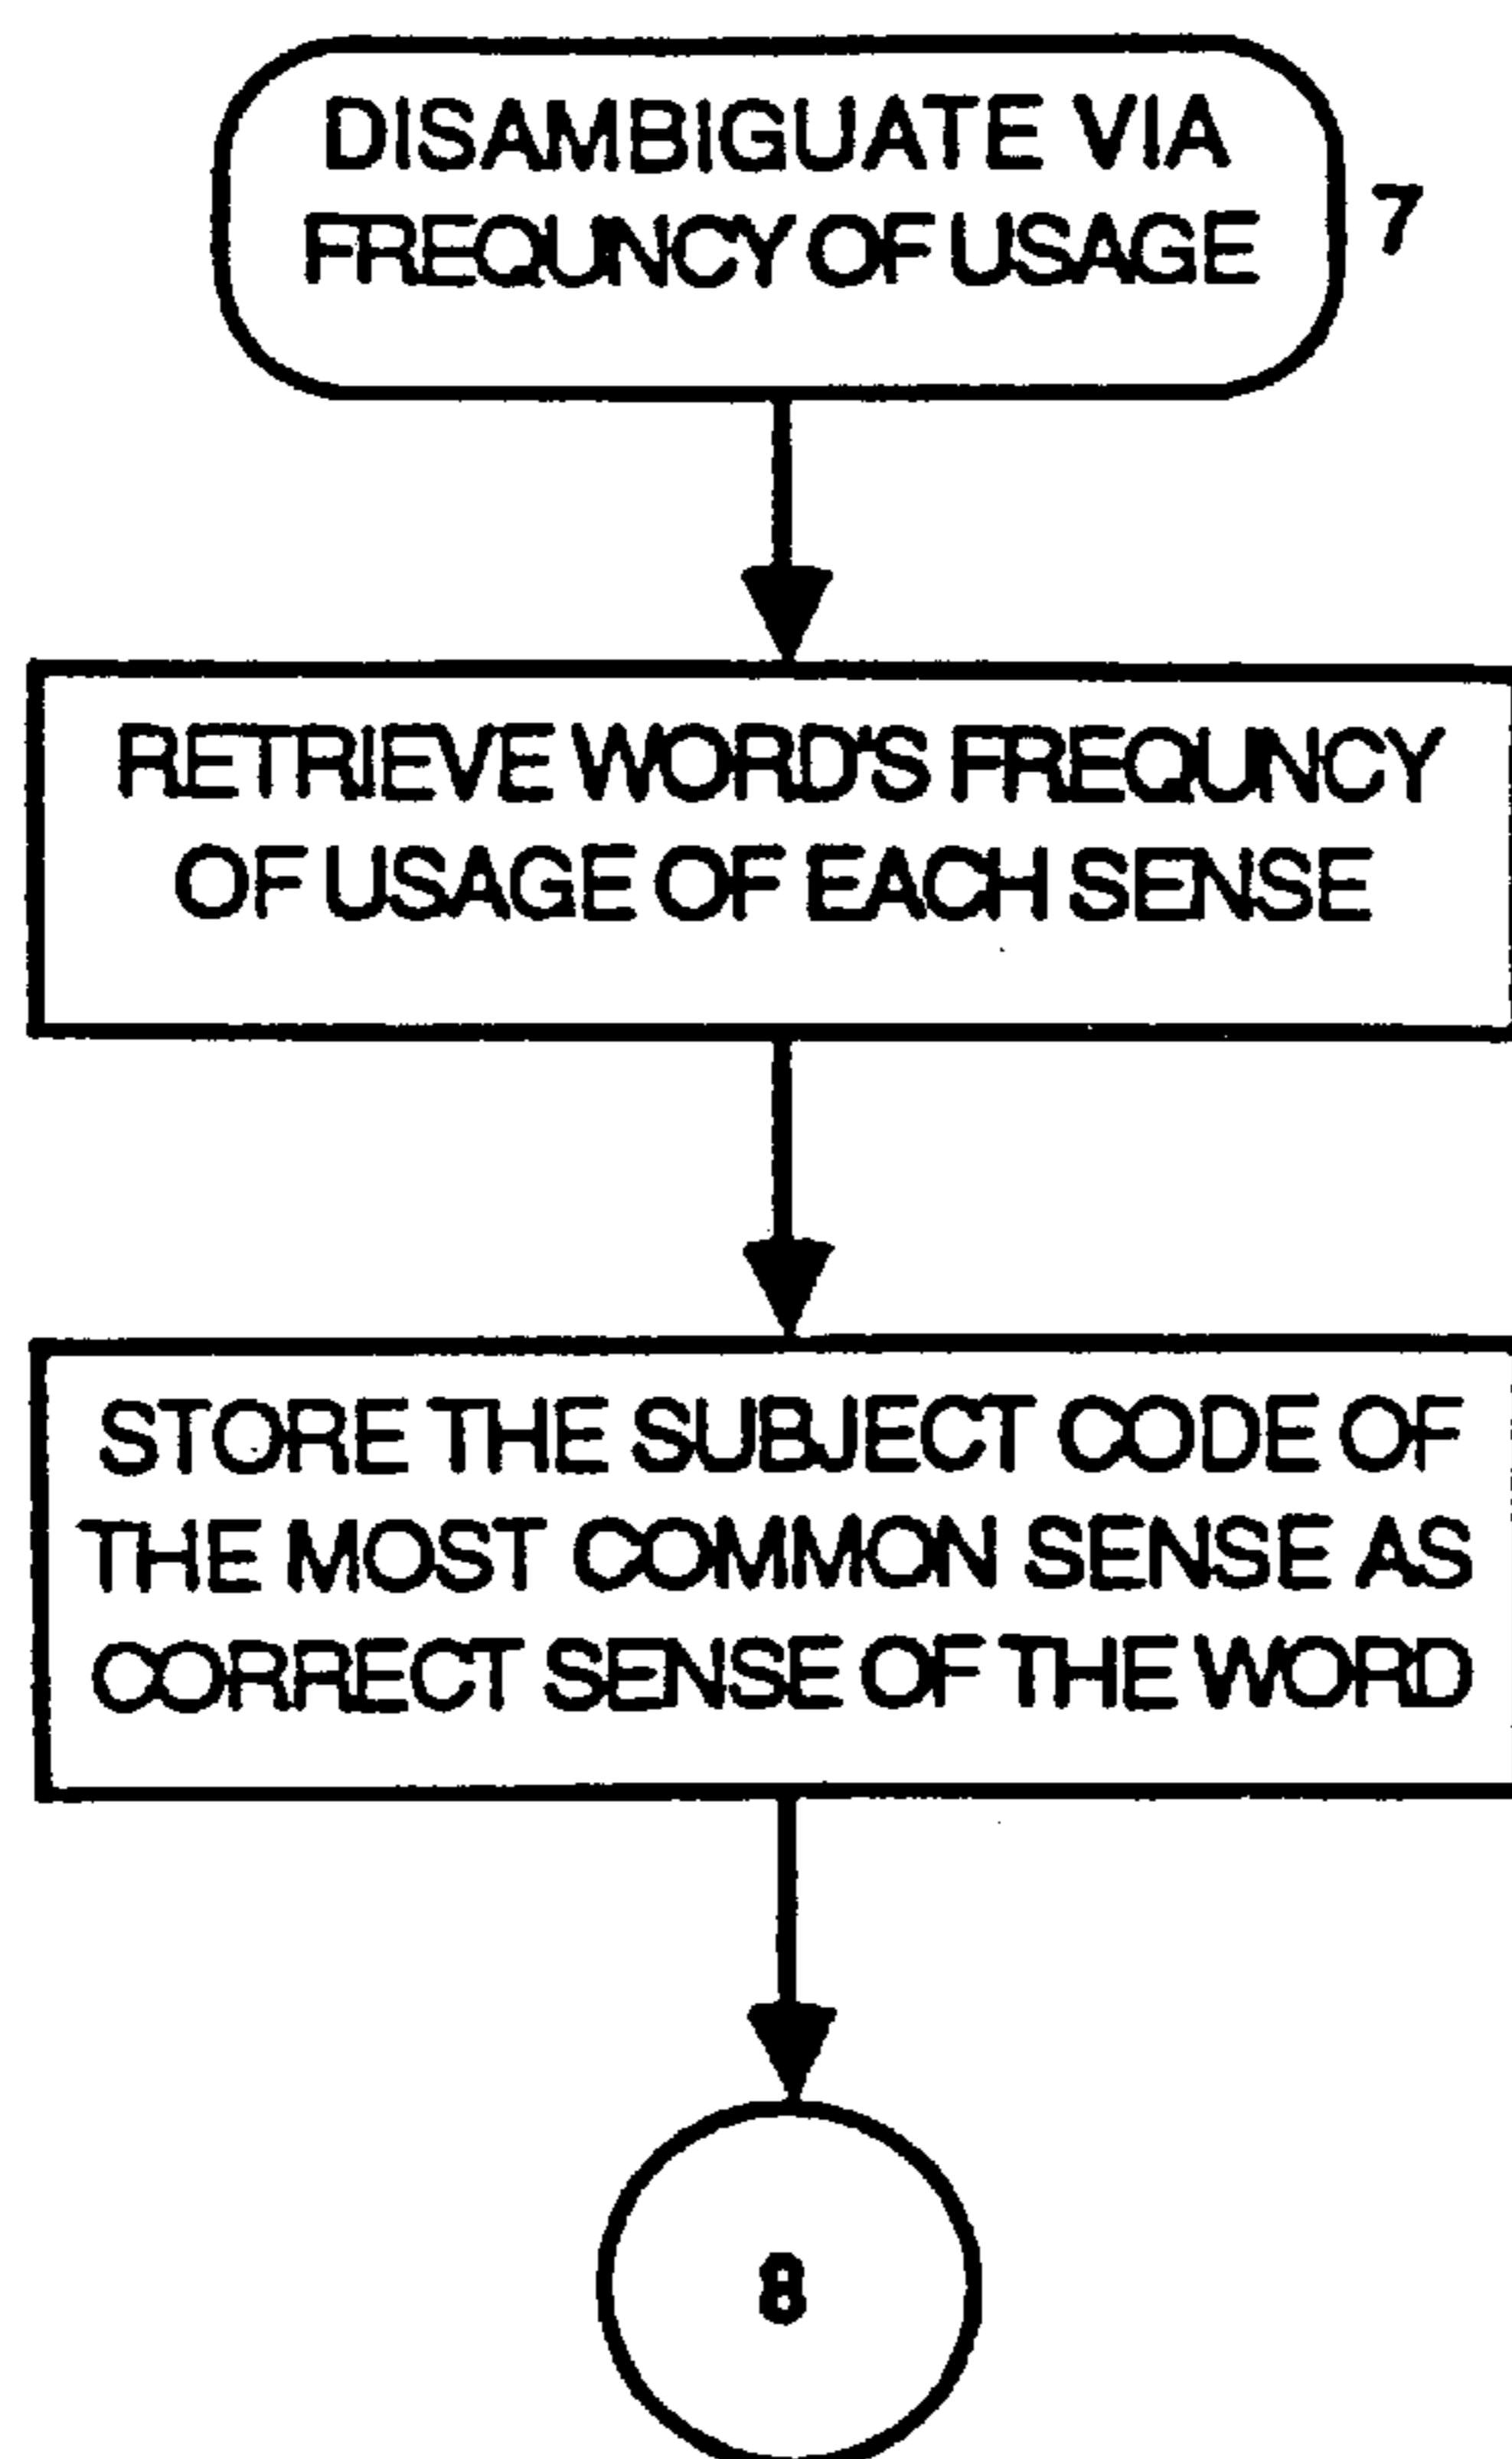 DISAMBIGUATE VIA
FREQUNCY OF USAGE
7
RETRIEVE WORD'S FREQUNCY
OF USAGE OF EACH SENSE
STORE THE SUBJECT CODE OF
THE MOST COMMON SENSE AS
CORRECT SENSE OF THE WORD
8